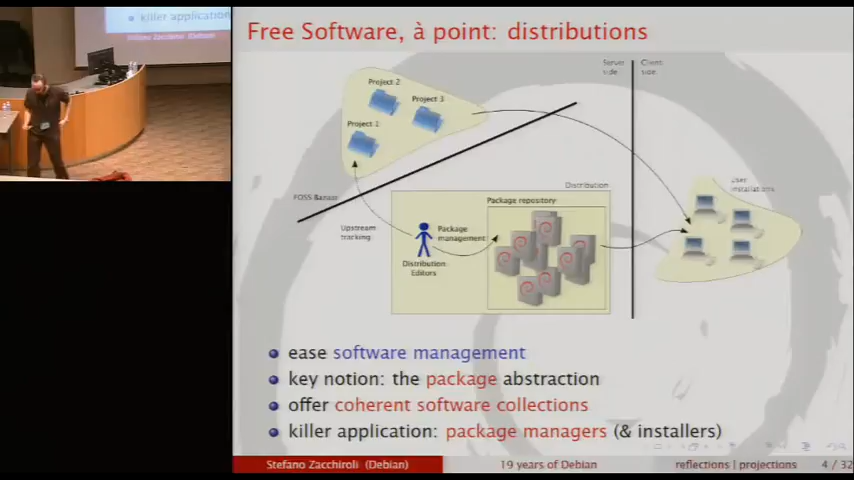 killer application
Stefano Zacchiroli (Debian)
Free Software, à point: distributions
Server
side
Client
side
Project 2
Project 3
Project 1
FOSS Bazaar
Distribution
User
installations
Package repository
Upstream
tracking
Package
management
Distribution
Editors
ease software management
key notion: the package abstraction
offer coherent software collections
killer application: package managers (& installers)
Stefano Zacchiroli (Debian)
19 years of Debian
reflections | projections
4 / 32